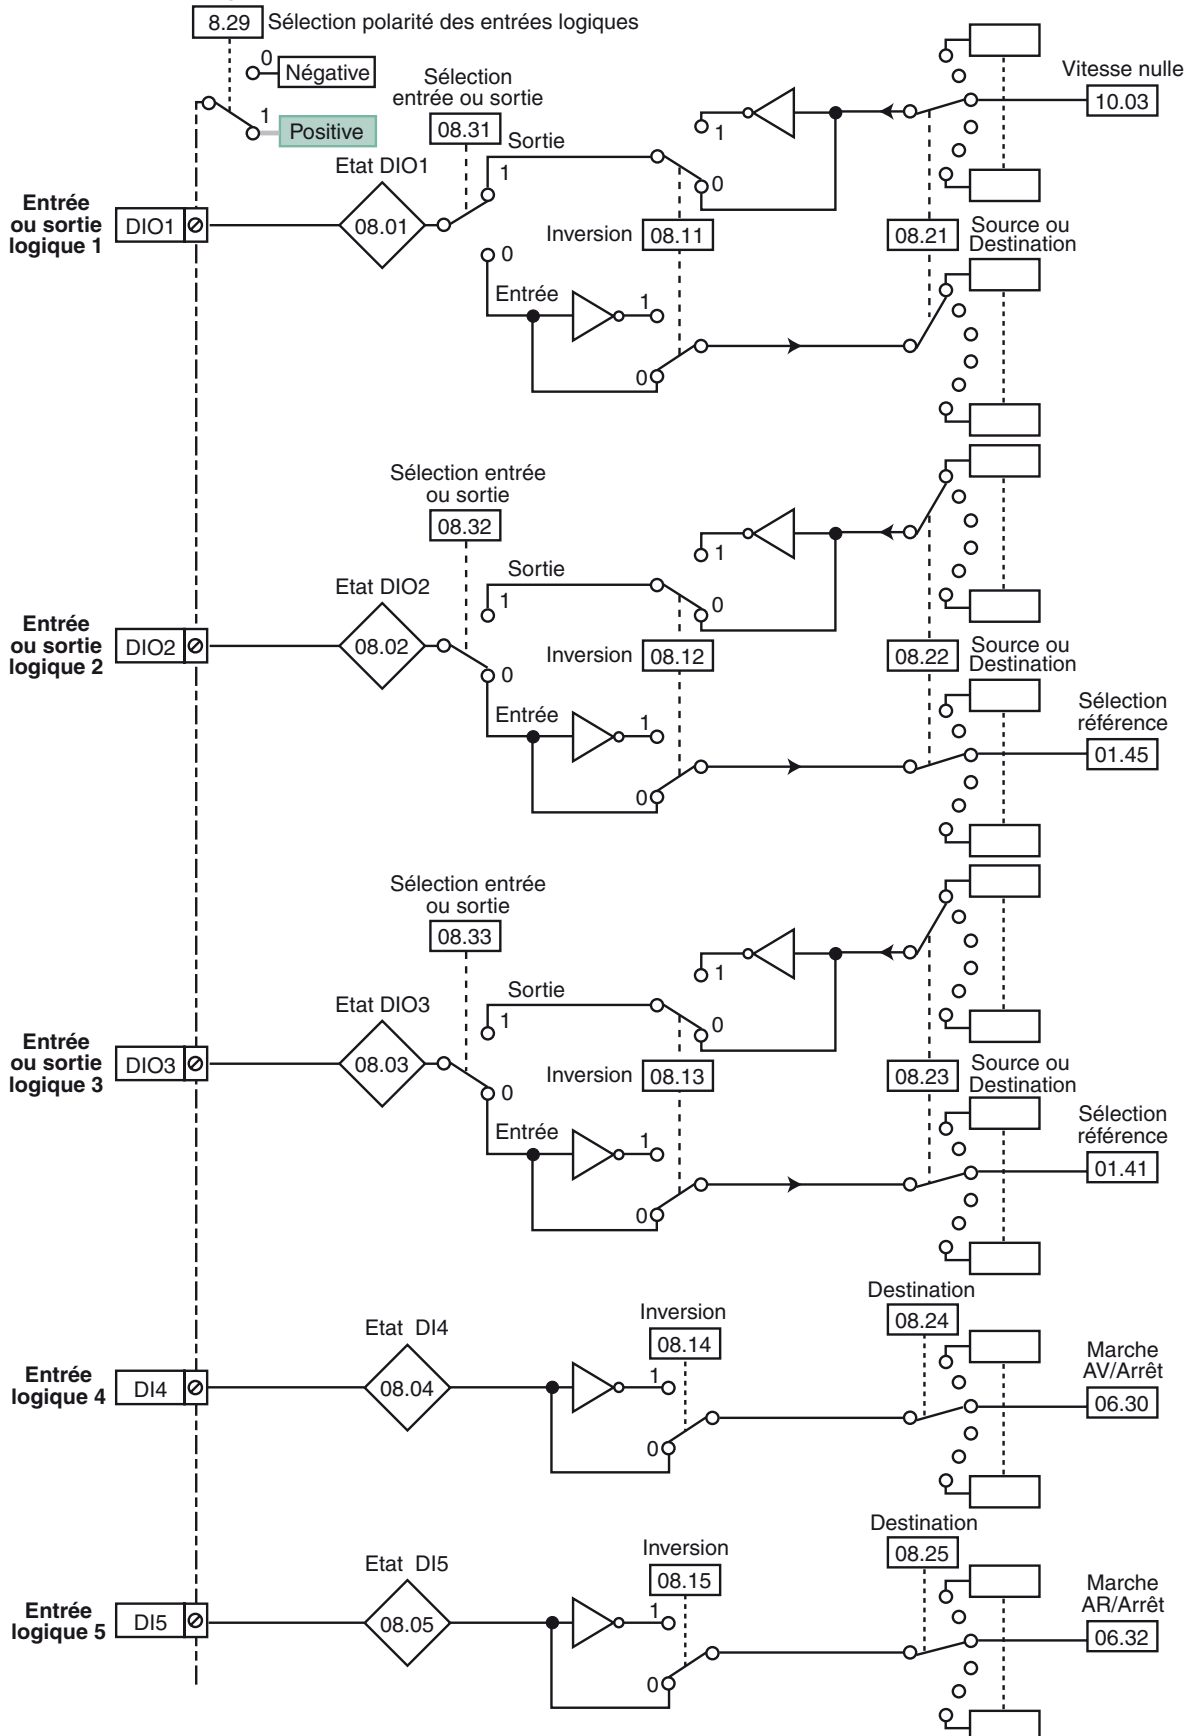 8.29 Sélection polarité des entrées logiques
0
Négative
1
Positive
Sélection
entrée ou sortie
08.31
Sortie
1
1
0
Vitesse nulle
10.03
Etat DIO1
Entrée
ou sortie
logique 1
DIO1
08.01
Inversion 08.11
08.21
Source ou
Destination
0
Entrée
1
0
Sélection entrée
ou sortie
08.32
Sortie
1
1
0
Etat DIO2
Entrée
ou sortie
logique 2
DIO2
08.02
Inversion 08.12
08.22
Source ou
Destination
0
Entrée
1
0
Sélection
référence
01.45
Sélection entrée
ou sortie
08.33
Sortie
1
1
0
Etat DIO3
Entrée
ou sortie
logique 3
DIO3
08.03
Inversion 08.13
08.23
Source ou
Destination
0
Entrée
1
0
Sélection
référence
01.41
Etat DI4
Entrée
logique 4
DI4
08.04
Inversion
08.14
1
0
Destination
08.24
Marche
AV/Arrêt
06.30
Etat DI5
Entrée
logique 5
DI5
08.05
Inversion
08.15
1
0
Destination
08.25
Marche
AR/Arrêt
06.32